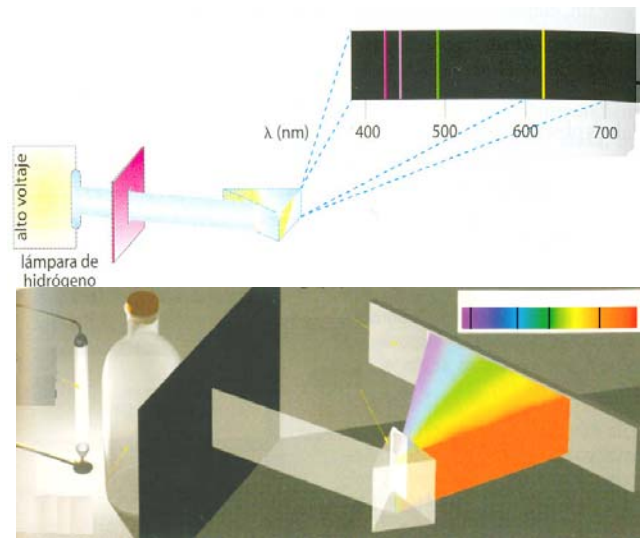 λ (nm)
400
500
600
700
alto voltaje
lámpara de
hidrógeno